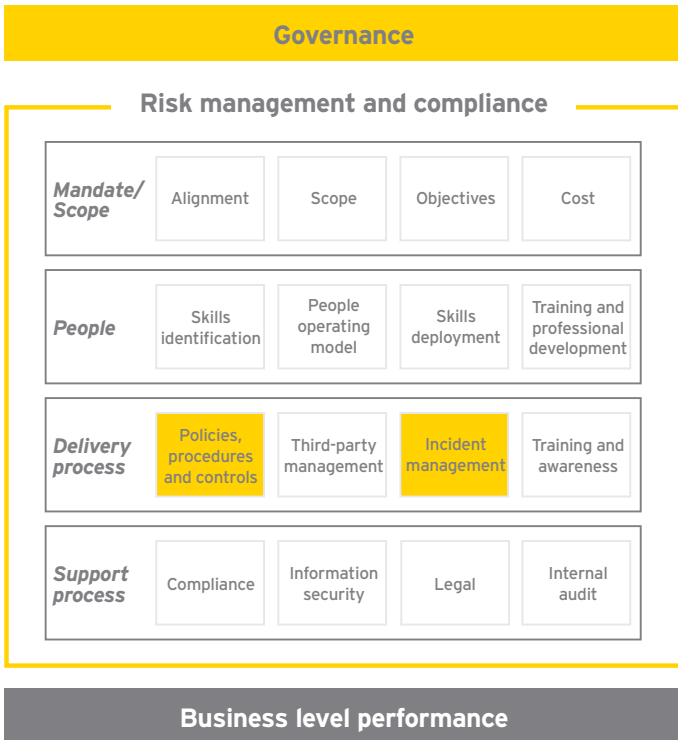 Governance
Risk management and compliance
Mandate/
Scope
Alignment
Scope
Objectives
Cost
People
Skills
identification
People
operating
model
Skills
deployment
Training and
professional
development
Delivery
process
Policies,
procedures
and controls
Third-party
management
Incident
management
Training and
awareness
Support
process
Compliance
Information
security
Legal
Internal
audit
Business level performance